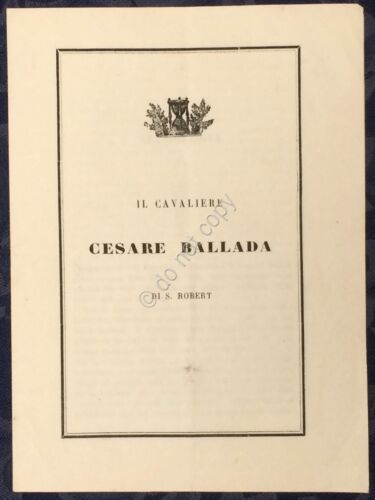 IL CAVALIERE
CESARE BALLADA
DI S. ROBERT
© do not copy